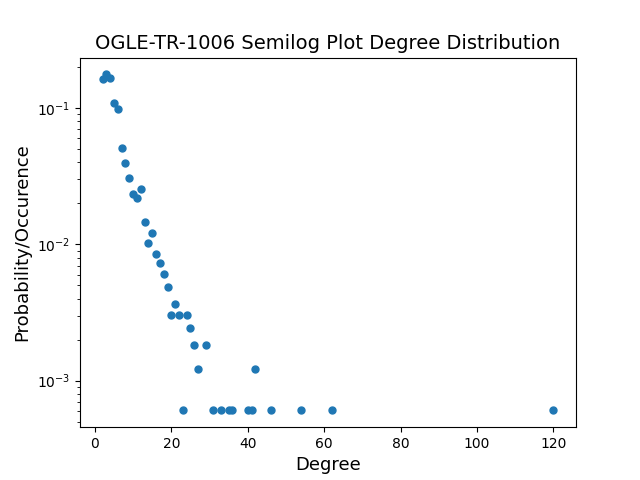 OGLE-TR-1006 Semilog Plot Degree Distribution
Probability/Occurence
10⁻¹
10⁻²
10⁻³
0 20 40 60 80 100 120
Degree